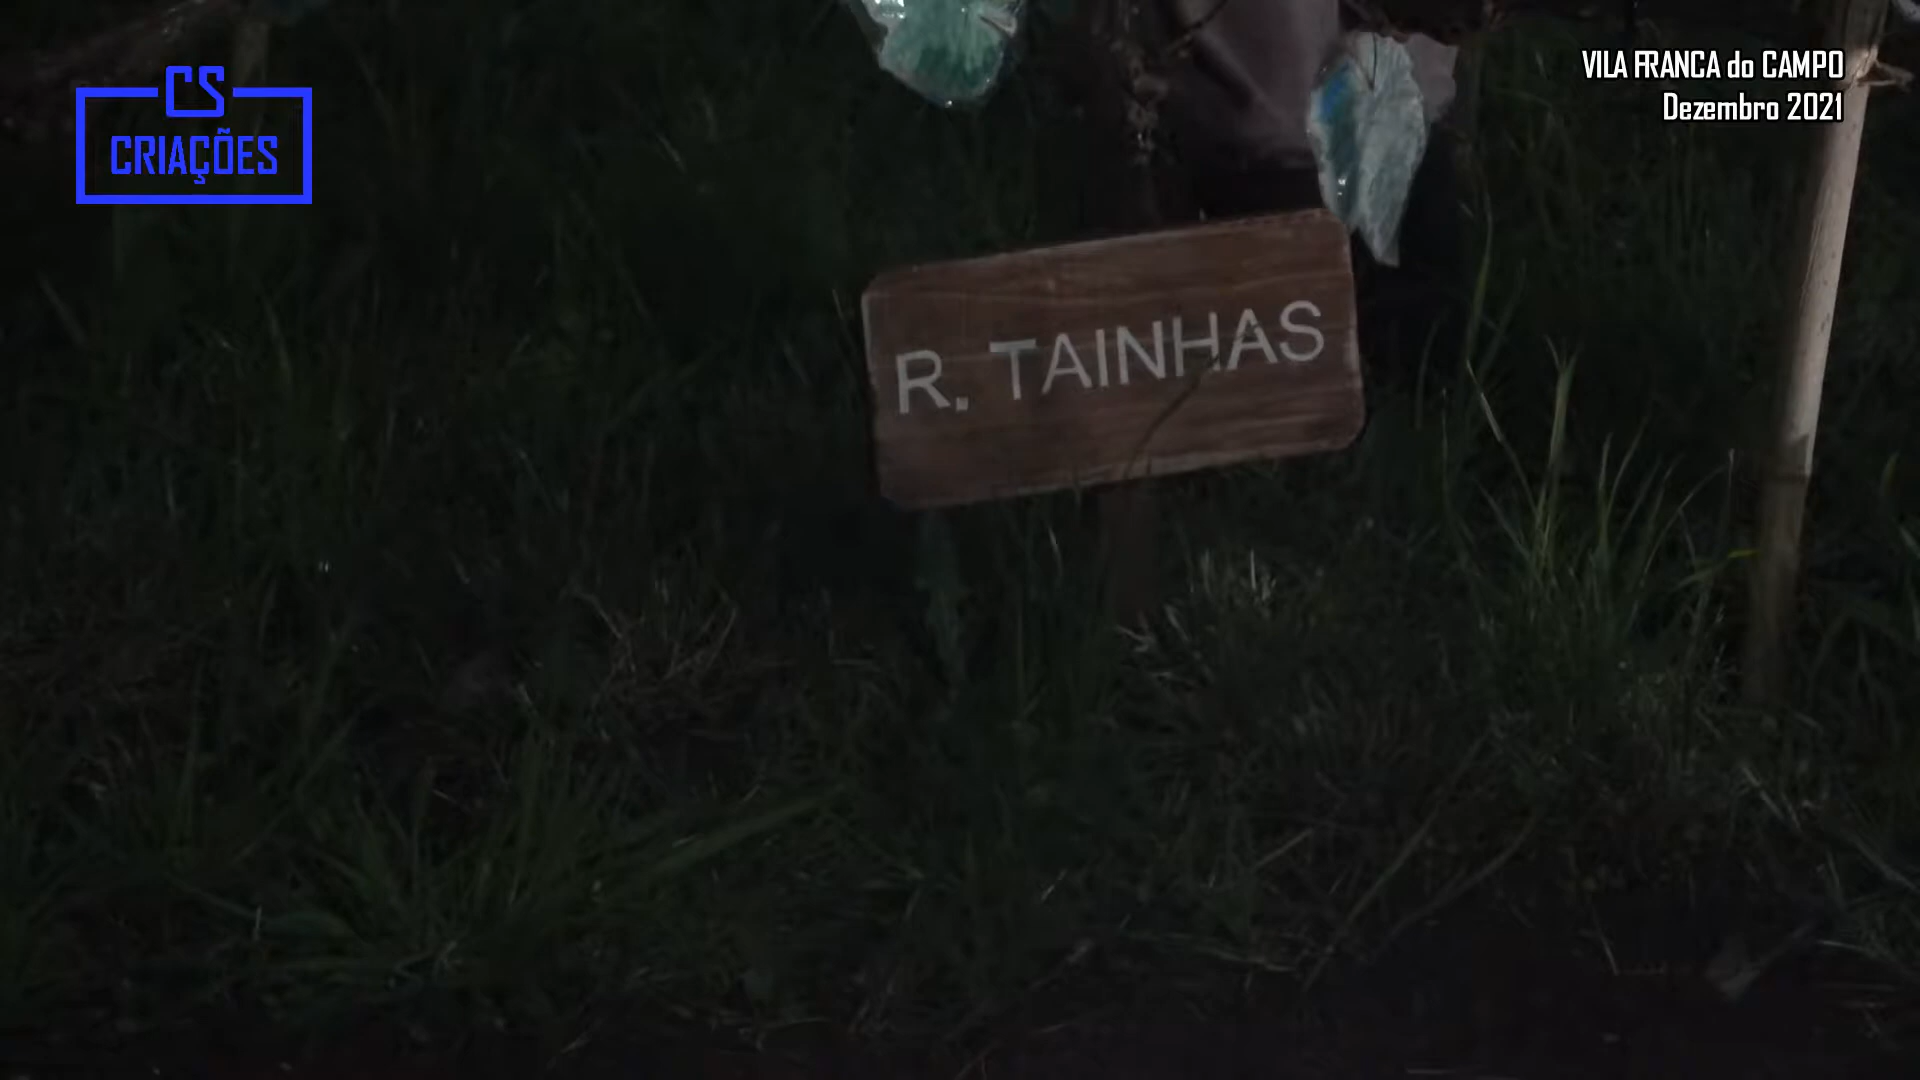 CS
CRIAÇÕES
VILA FRANCA do CAMPO
Dezembro 2021
R. TAINHAS